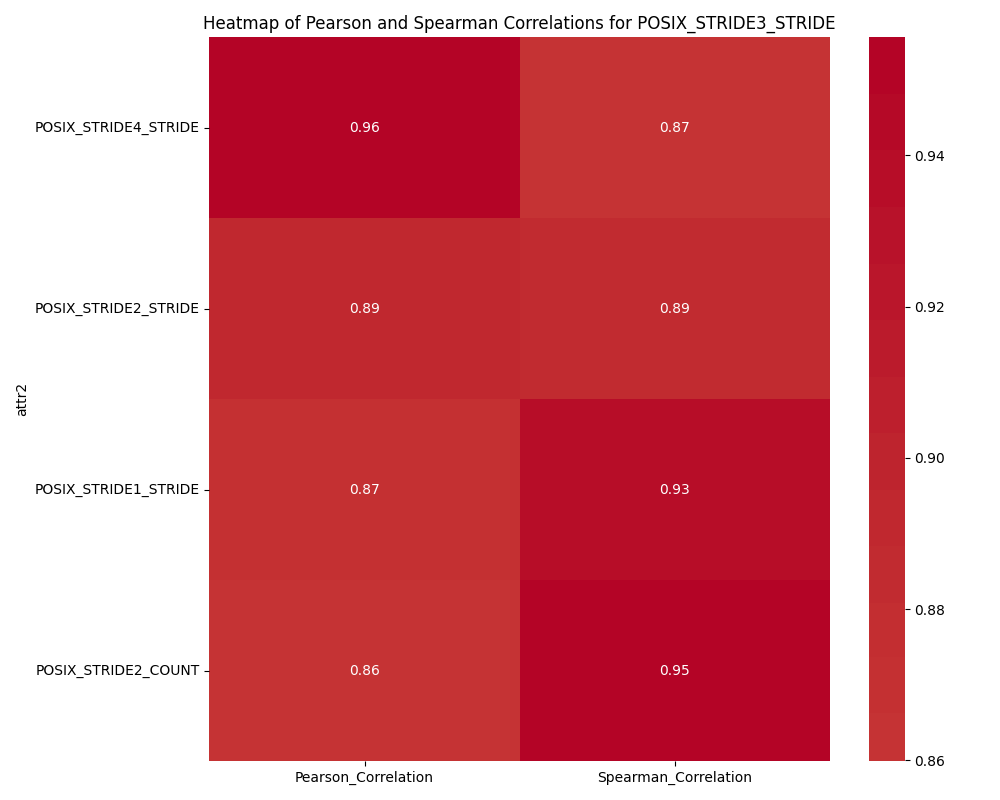 Heatmap of Pearson and Spearman Correlations for POSIX_STRIDE3_STRIDE
attr2
POSIX_STRIDE4_STRIDE 0.96 0.87
POSIX_STRIDE2_STRIDE 0.89 0.89
POSIX_STRIDE1_STRIDE 0.87 0.93
POSIX_STRIDE2_COUNT 0.86 0.95
Pearson_Correlation Spearman_Correlation
0.94
0.92
0.90
0.88
0.86